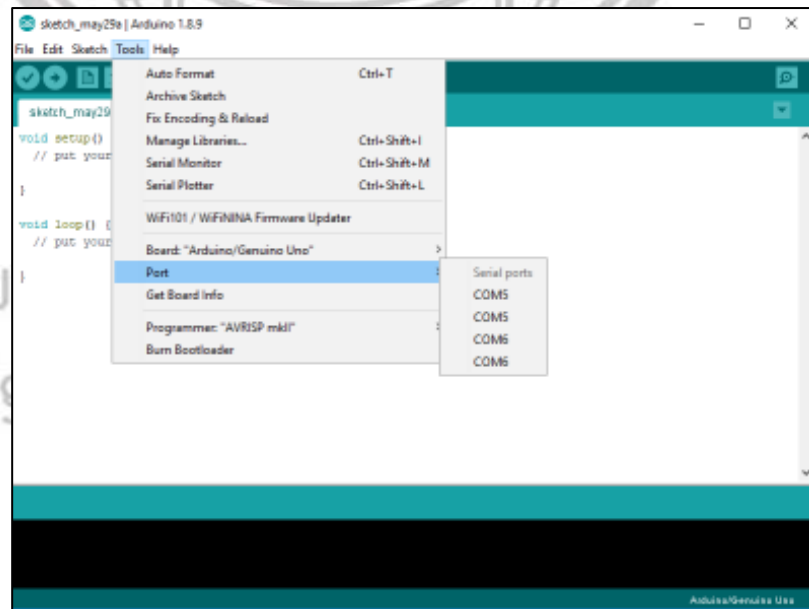 sketch_may29a | Arduino 1.8.9
File Edit Sketch Tools Help
sketch_may29
void setup()
// put your
}
void loop() {
// put your
}
Auto Format Ctrl+T
Archive Sketch
Fix Encoding & Reload
Manage Libraries... Ctrl+Shift+I
Serial Monitor Ctrl+Shift+M
Serial Plotter Ctrl+Shift+L
WiFi101 / WiFiNINA Firmware Updater
Board: "Arduino/Genuino Uno"
Port
Get Board Info
Programmer: "AVRISP mkII"
Burn Bootloader
Serial ports
COM5
COM5
COM6
COM6
Arduino/Genuino Uno